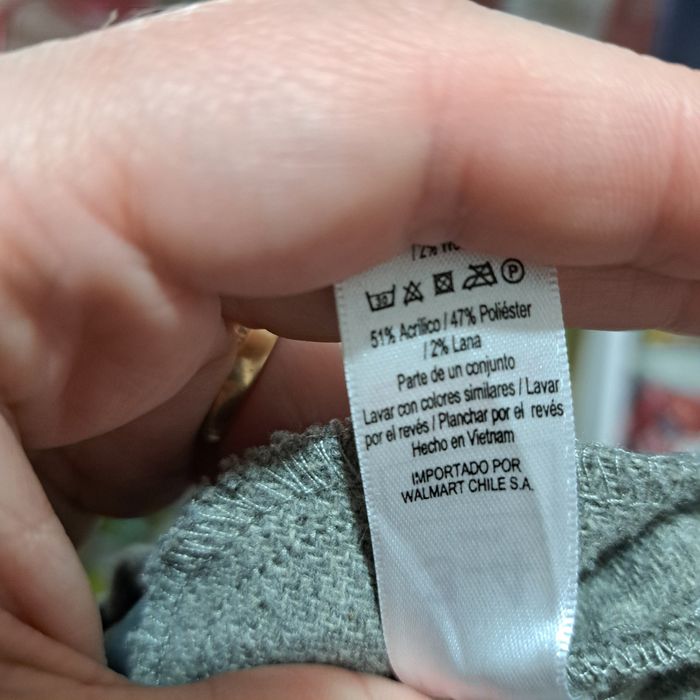 30 P
51% Acrílico / 47% Poliéster
/ 2% Lana
Parte de un conjunto
Lavar con colores similares / Lavar
por el revés / Planchar por el revés
Hecho en Vietnam
IMPORTADO POR
WALMART CHILE S.A.